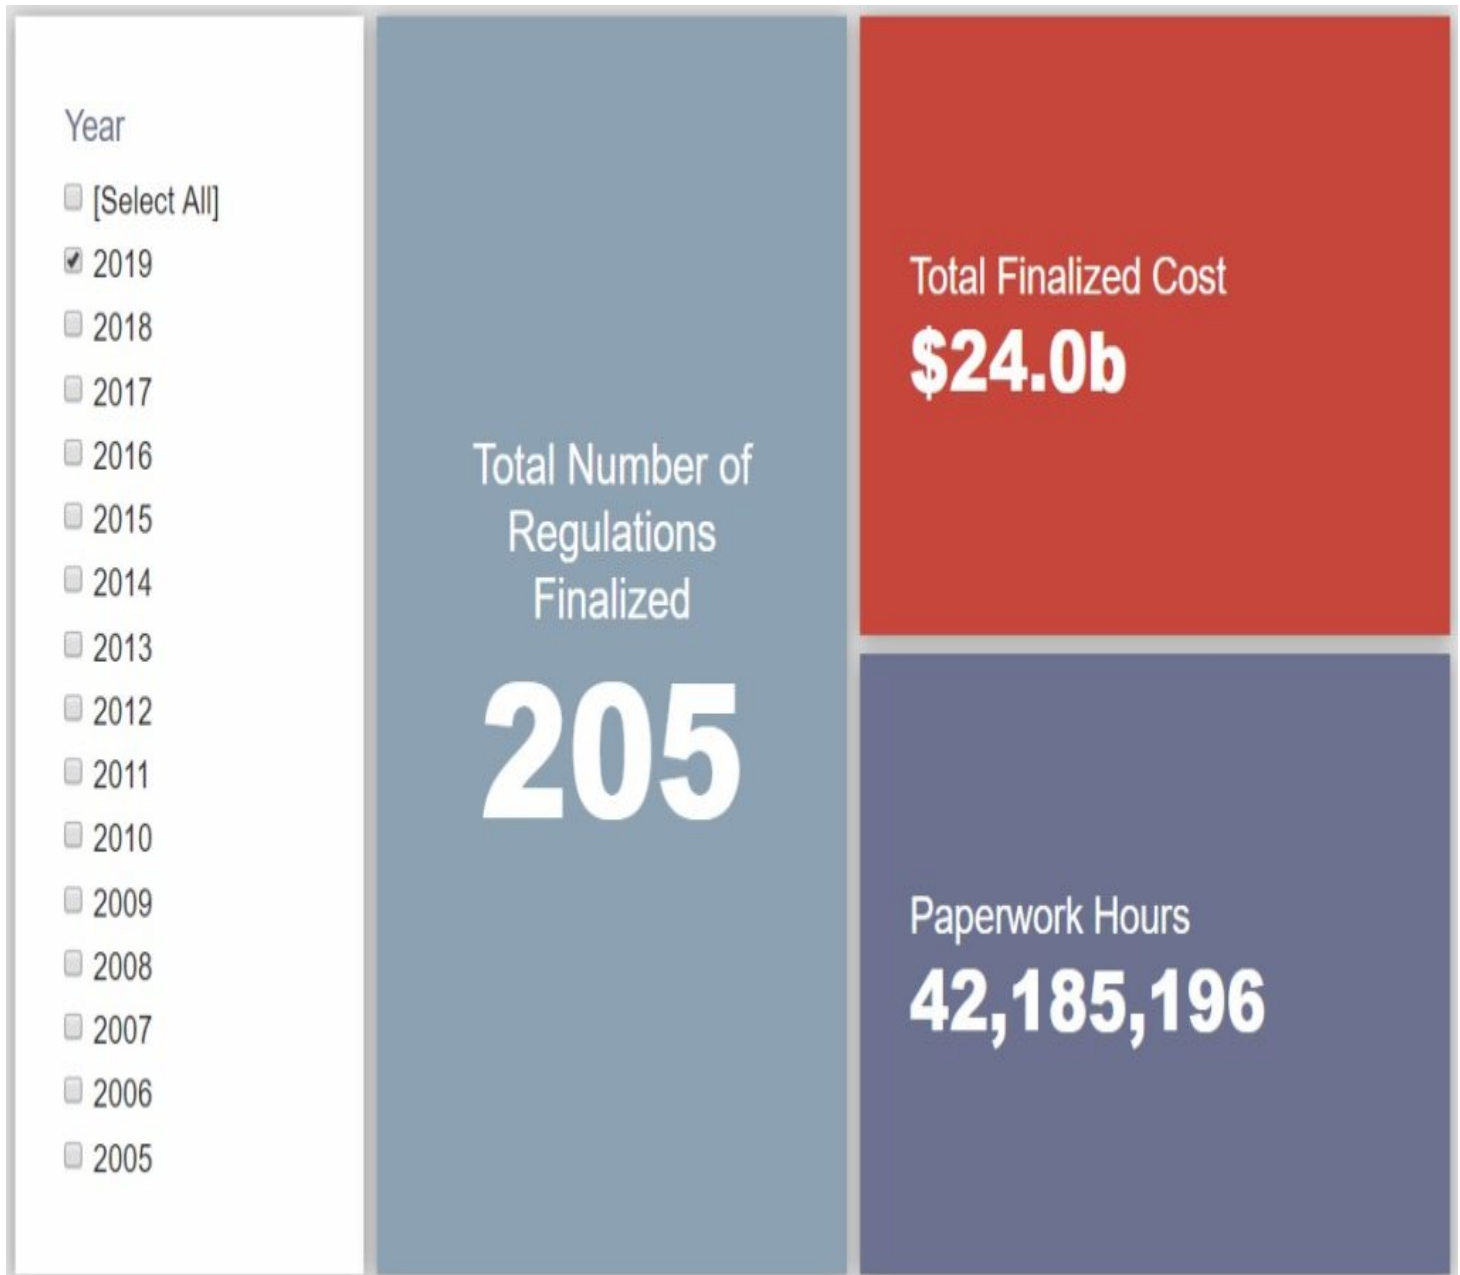 Year
[Select All]
2019
2018
2017
2016
2015
2014
2013
2012
2011
2010
2009
2008
2007
2006
2005
Total Number of
Regulations
Finalized
205
Total Finalized Cost
$24.0b
Paperwork Hours
42,185,196